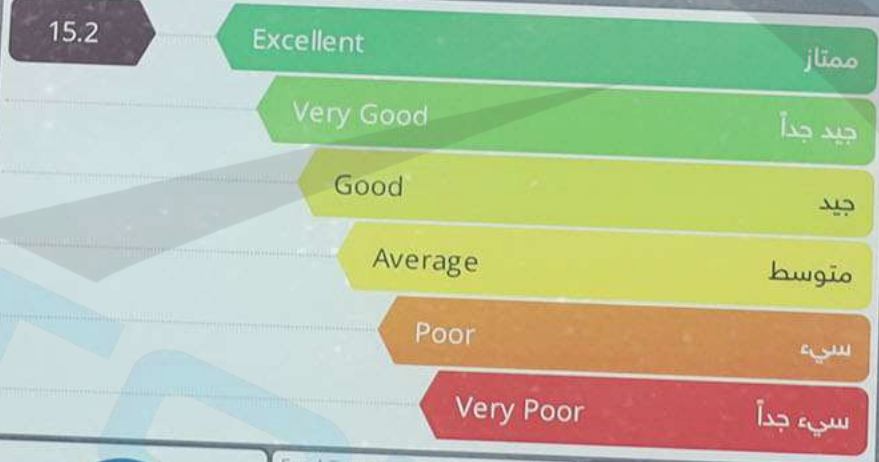 15.2 Excellent ممتاز
Very Good جيد جداً
Good جيد
Average متوسط
Poor سيء
Very Poor سيء جداً